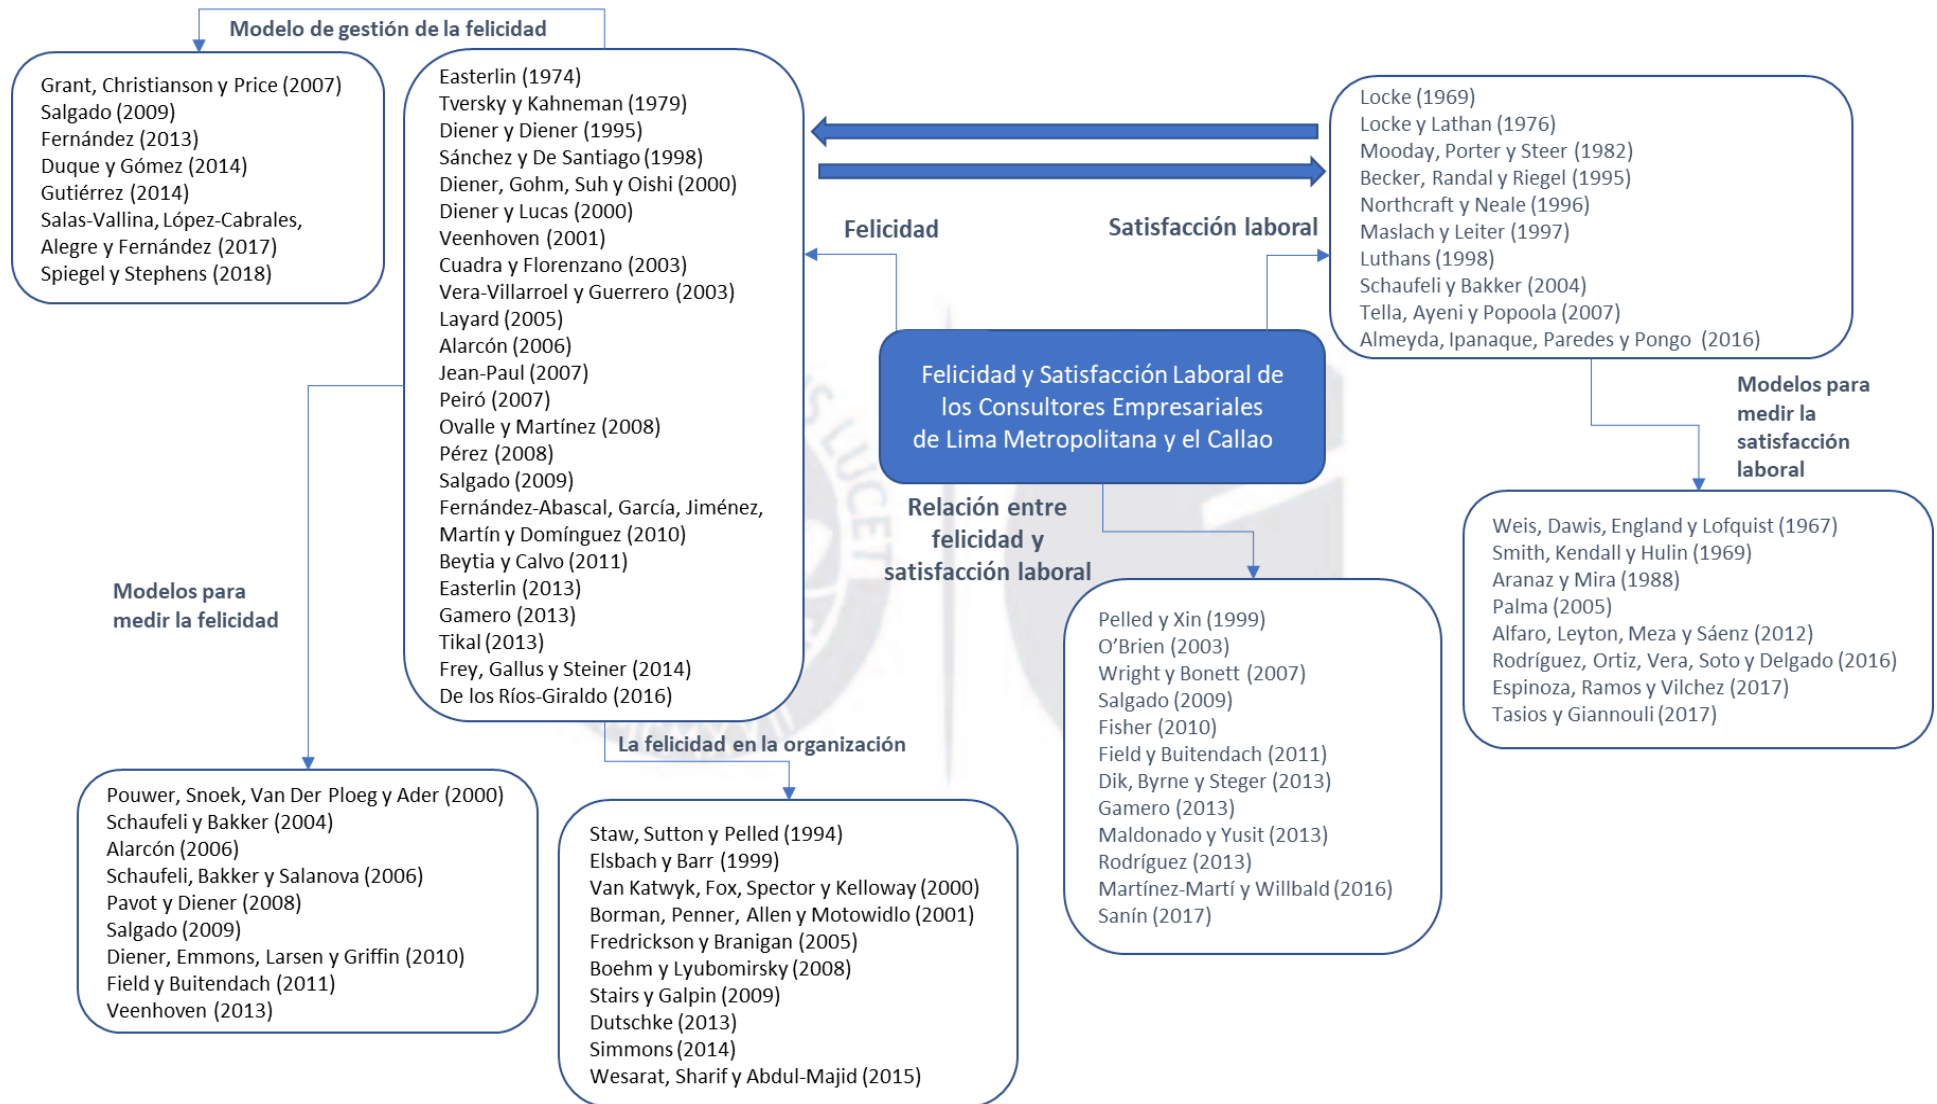 Modelo de gestión de la felicidad
Grant, Christianson y Price (2007)
Salgado (2009)
Fernández (2013)
Duque y Gómez (2014)
Gutiérrez (2014)
Salas-Vallina, López-Cabrales,
Alegre y Fernández (2017)
Spiegel y Stephens (2018)
Easterlin (1974)
Tversky y Kahneman (1979)
Diener y Diener (1995)
Sánchez y De Santiago (1998)
Diener, Gohm, Suh y Oishi (2000)
Diener y Lucas (2000)
Veenhoven (2001)
Cuadra y Florenzano (2003)
Vera-Villarroel y Guerrero (2003)
Layard (2005)
Alarcón (2006)
Jean-Paul (2007)
Peiró (2007)
Ovalle y Martínez (2008)
Pérez (2008)
Salgado (2009)
Fernández-Abascal, García, Jiménez,
Martín y Domínguez (2010)
Beytia y Calvo (2011)
Easterlin (2013)
Gamero (2013)
Tikal (2013)
Frey, Gallus y Steiner (2014)
De los Ríos-Giraldo (2016)
Felicidad
Satisfacción laboral
Locke (1969)
Locke y Lathan (1976)
Mooday, Porter y Steer (1982)
Becker, Randal y Riegel (1995)
Northcraft y Neale (1996)
Maslach y Leiter (1997)
Luthans (1998)
Schaufeli y Bakker (2004)
Tella, Ayeni y Popoola (2007)
Almeyda, Ipanaque, Paredes y Pongo (2016)
Felicidad y Satisfacción Laboral de
los Consultores Empresariales
de Lima Metropolitana y el Callao
Modelos para
medir la
satisfacción
laboral
Weis, Dawis, England y Lofquist (1967)
Smith, Kendall y Hulin (1969)
Aranaz y Mira (1988)
Palma (2005)
Alfaro, Leyton, Meza y Sáenz (2012)
Rodríguez, Ortiz, Vera, Soto y Delgado (2016)
Espinoza, Ramos y Vilchez (2017)
Tasios y Giannouli (2017)
Relación entre
felicidad y
satisfacción laboral
Pelled y Xin (1999)
O’Brien (2003)
Wright y Bonett (2007)
Salgado (2009)
Fisher (2010)
Field y Buitendach (2011)
Dik, Byrne y Steger (2013)
Gamero (2013)
Maldonado y Yusit (2013)
Rodríguez (2013)
Martínez-Martí y Willbald (2016)
Sanín (2017)
Modelos para
medir la felicidad
Pouwer, Snoek, Van Der Ploeg y Ader (2000)
Schaufeli y Bakker (2004)
Alarcón (2006)
Schaufeli, Bakker y Salanova (2006)
Pavot y Diener (2008)
Salgado (2009)
Diener, Emmons, Larsen y Griffin (2010)
Field y Buitendach (2011)
Veenhoven (2013)
La felicidad en la organización
Staw, Sutton y Pelled (1994)
Elsbach y Barr (1999)
Van Katwyk, Fox, Spector y Kelloway (2000)
Borman, Penner, Allen y Motowidlo (2001)
Fredrickson y Branigan (2005)
Boehm y Lyubomirsky (2008)
Stairs y Galpin (2009)
Dutschke (2013)
Simmons (2014)
Wesarat, Sharif y Abdul-Majid (2015)
LUCET